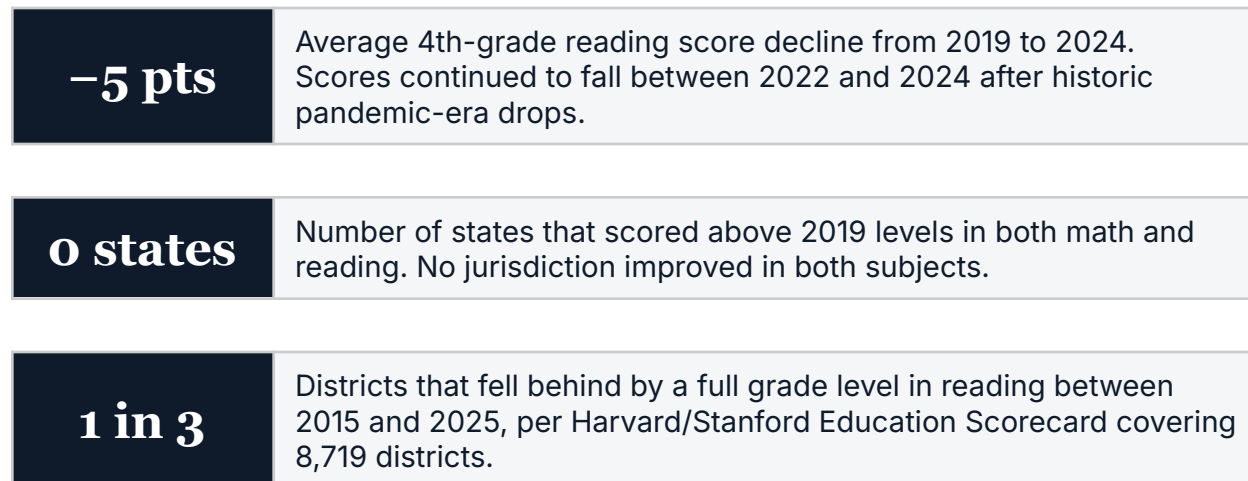 −5 pts
Average 4th-grade reading score decline from 2019 to 2024.
Scores continued to fall between 2022 and 2024 after historic
pandemic-era drops.
0 states
Number of states that scored above 2019 levels in both math and
reading. No jurisdiction improved in both subjects.
1 in 3
Districts that fell behind by a full grade level in reading between
2015 and 2025, per Harvard/Stanford Education Scorecard covering
8,719 districts.